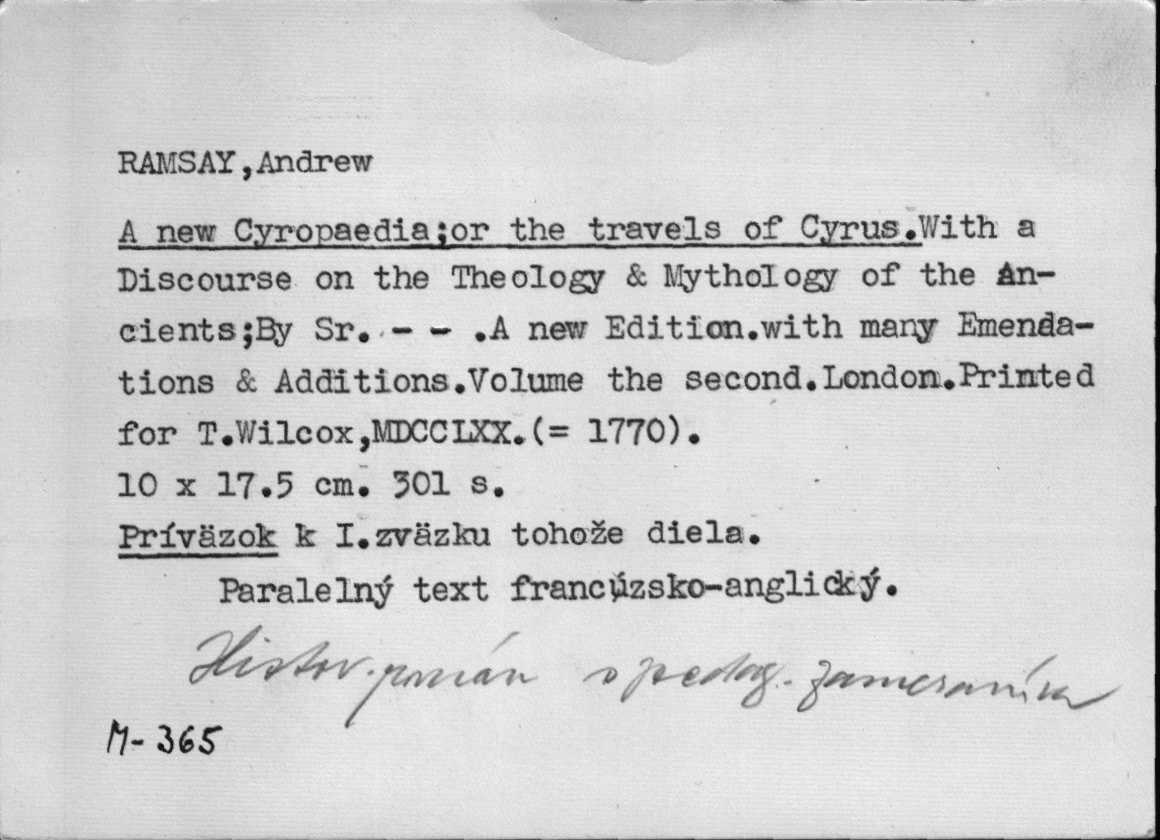 RAMSAY,Andrew
A new Cyropaedia;or the travels of Cyrus.With a
Discourse on the Theology & Mythology of the An-
cients;By Sr. - - .A new Edition.with many Emenda-
tions & Additions.Volume the second.London.Printed
for T.Wilcox,MDCCLXX.(= 1770).
10 x 17.5 cm. 301 s.
Príväzok k I.zväzku tohože diela.
Paralelný text francúzsko-anglický.
Histor. román s pedag. zameraním
M- 365